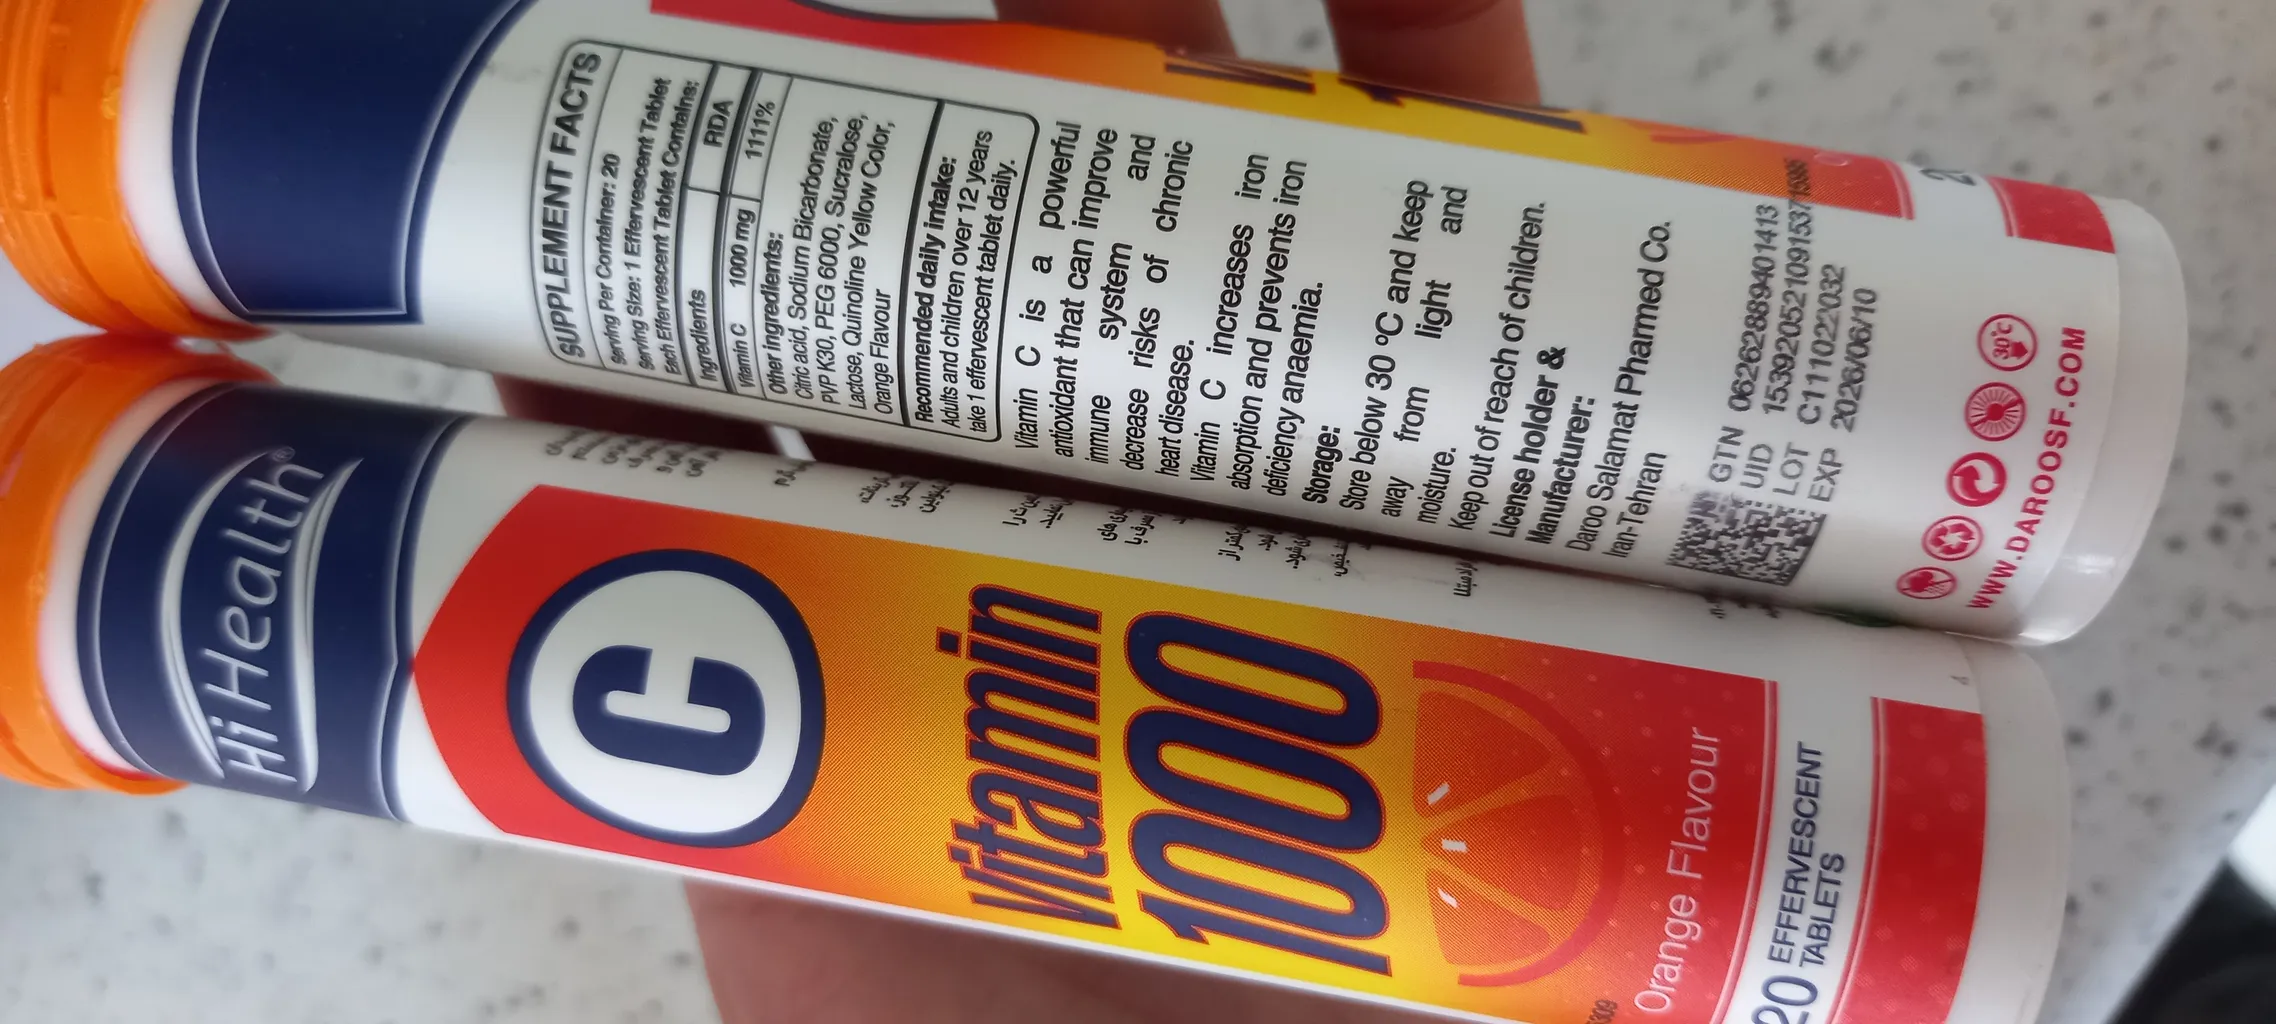 SUPPLEMENT FACTS
Serving Per Container: 20
Serving Size: 1 Effervescent Tablet
Each Effervescent Tablet Contains:
Ingredients RDA
Vitamin C 1000 mg 1111%
Other ingredients:
Citric acid, Sodium Bicarbonate,
PVP K30, PEG 6000, Sucralose,
Lactose, Quinoline Yellow Color,
Orange Flavour
Recommended daily intake:
Adults and children over 12 years
take 1 effervescent tablet daily.
Vitamin C is a powerful
antioxidant that can improve
immune system and
decrease risks of chronic
heart disease.
Vitamin C increases iron
absorption and prevents iron
deficiency anaemia.
Storage:
Store below 30 °C and keep
away from light and
moisture.
Keep out of reach of children.
License holder &
Manufacturer:
Daroo Salamat Pharmed Co.
Iran-Tehran
GTN 06262889401413
UID
LOT C111022032
EXP 2026/06/10
30°C
WWW.DAROOSF.COM
HiHealth®
C
Vitamin
1000
Orange Flavour
20 EFFERVESCENT
TABLETS